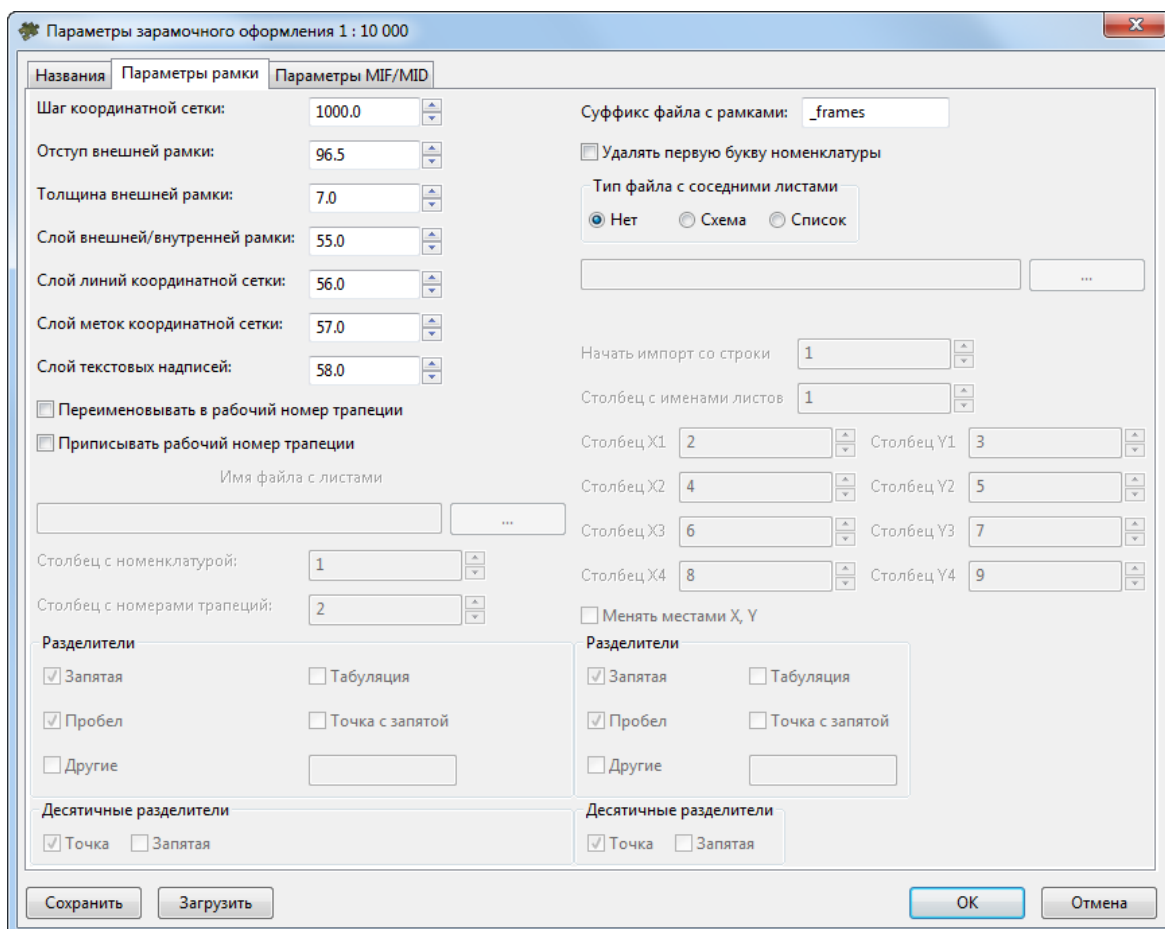 Параметры зарамочного оформления 1 : 10 000
Названия Параметры рамки Параметры MIF/MID
Шаг координатной сетки: 1000.0
Отступ внешней рамки: 96.5
Толщина внешней рамки: 7.0
Слой внешней/внутренней рамки: 55.0
Слой линий координатной сетки: 56.0
Слой меток координатной сетки: 57.0
Слой текстовых надписей: 58.0
Переименовывать в рабочий номер трапеции
Приписывать рабочий номер трапеции
Имя файла с листами
...
Столбец с номенклатурой: 1
Столбец с номерами трапеций: 2
Разделители
Запятая Табуляция
Пробел Точка с запятой
Другие
Десятичные разделители
Точка Запятая
Суффикс файла с рамками: _frames
Удалять первую букву номенклатуры
Тип файла с соседними листами
Нет Схема Список
...
Начать импорт со строки 1
Столбец с именами листов 1
Столбец X1 2 Столбец Y1 3
Столбец X2 4 Столбец Y2 5
Столбец X3 6 Столбец Y3 7
Столбец X4 8 Столбец Y4 9
Менять местами X, Y
Разделители
Запятая Табуляция
Пробел Точка с запятой
Другие
Десятичные разделители
Точка Запятая
Сохранить Загрузить OK Отмена